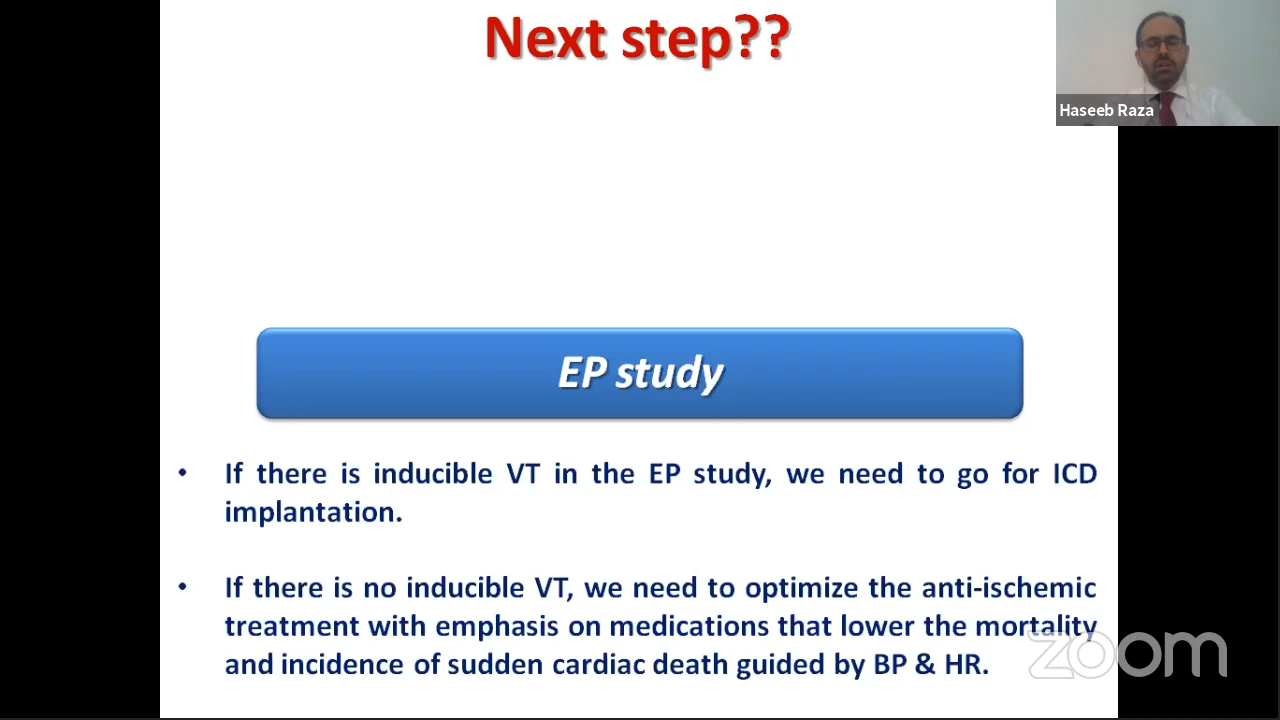 Next step??
Haseeb Raza
EP study
• If there is inducible VT in the EP study, we need to go for ICD
implantation.
• If there is no inducible VT, we need to optimize the anti-ischemic
treatment with emphasis on medications that lower the mortality
and incidence of sudden cardiac death guided by BP & HR.
zoom